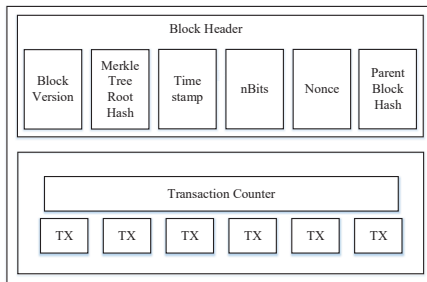 Block Header
Block
Version
Merkle
Tree
Root
Hash
Time
stamp
nBits
Nonce
Parent
Block
Hash
Transaction Counter
TX
TX
TX
TX
TX
TX